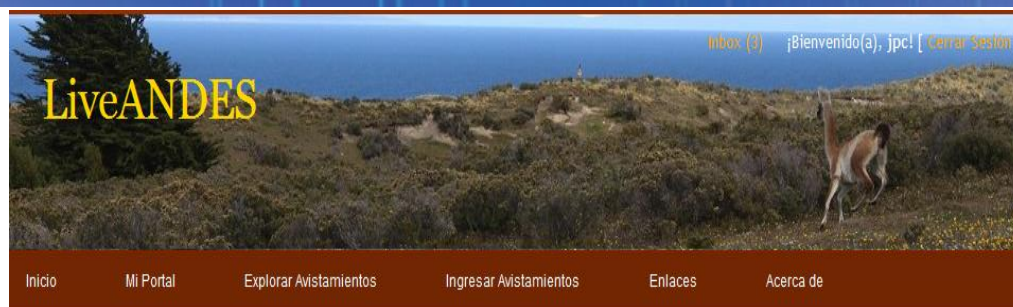 Inbox (3) ¡Bienvenido(a), jpc! [ Cerrar Sesión
LiveANDES
Inicio Mi Portal Explorar Avistamientos Ingresar Avistamientos Enlaces Acerca de